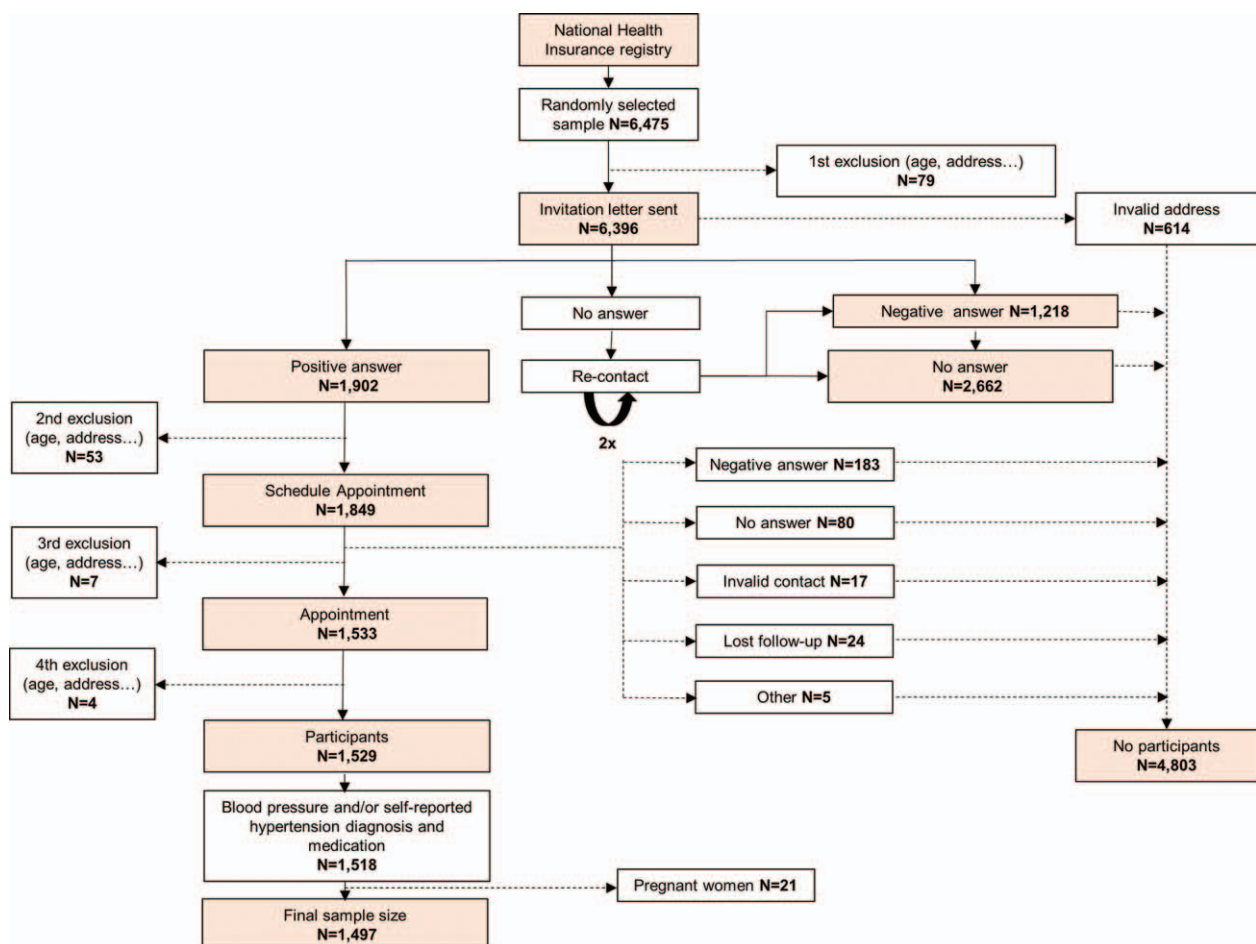 National Health
Insurance registry
Randomly selected
sample N=6,475
1st exclusion (age, address…)
N=79
Invitation letter sent
N=6,396
Invalid address
N=614
No answer
Negative answer N=1,218
Positive answer
N=1,902
Re-contact
No answer
N=2,662
2x
2nd exclusion
(age, address…)
N=53
Negative answer N=183
Schedule Appointment
N=1,849
No answer N=80
3rd exclusion
(age, address…)
N=7
Invalid contact N=17
Appointment
N=1,533
Lost follow-up N=24
4th exclusion
(age, address…)
N=4
Other N=5
Participants
N=1,529
No participants
N=4,803
Blood pressure and/or self-reported
hypertension diagnosis and
medication
N=1,518
Pregnant women N=21
Final sample size
N=1,497